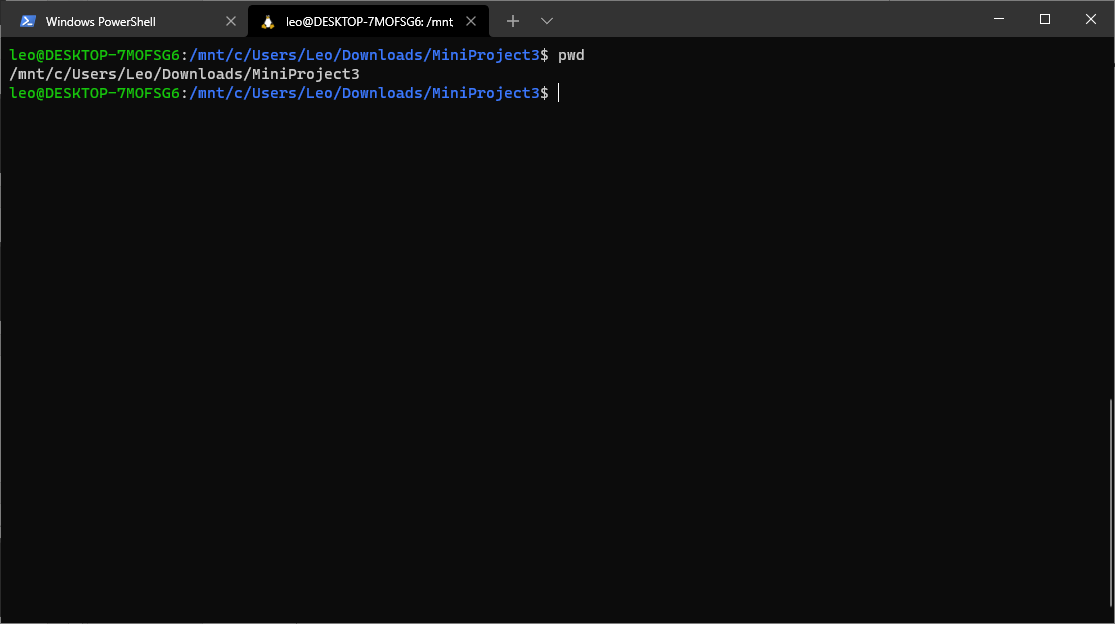 Windows PowerShell
leo@DESKTOP-7MOFSG6: /mnt
leo@DESKTOP-7MOFSG6:/mnt/c/Users/Leo/Downloads/MiniProject3$ pwd
/mnt/c/Users/Leo/Downloads/MiniProject3
leo@DESKTOP-7MOFSG6:/mnt/c/Users/Leo/Downloads/MiniProject3$